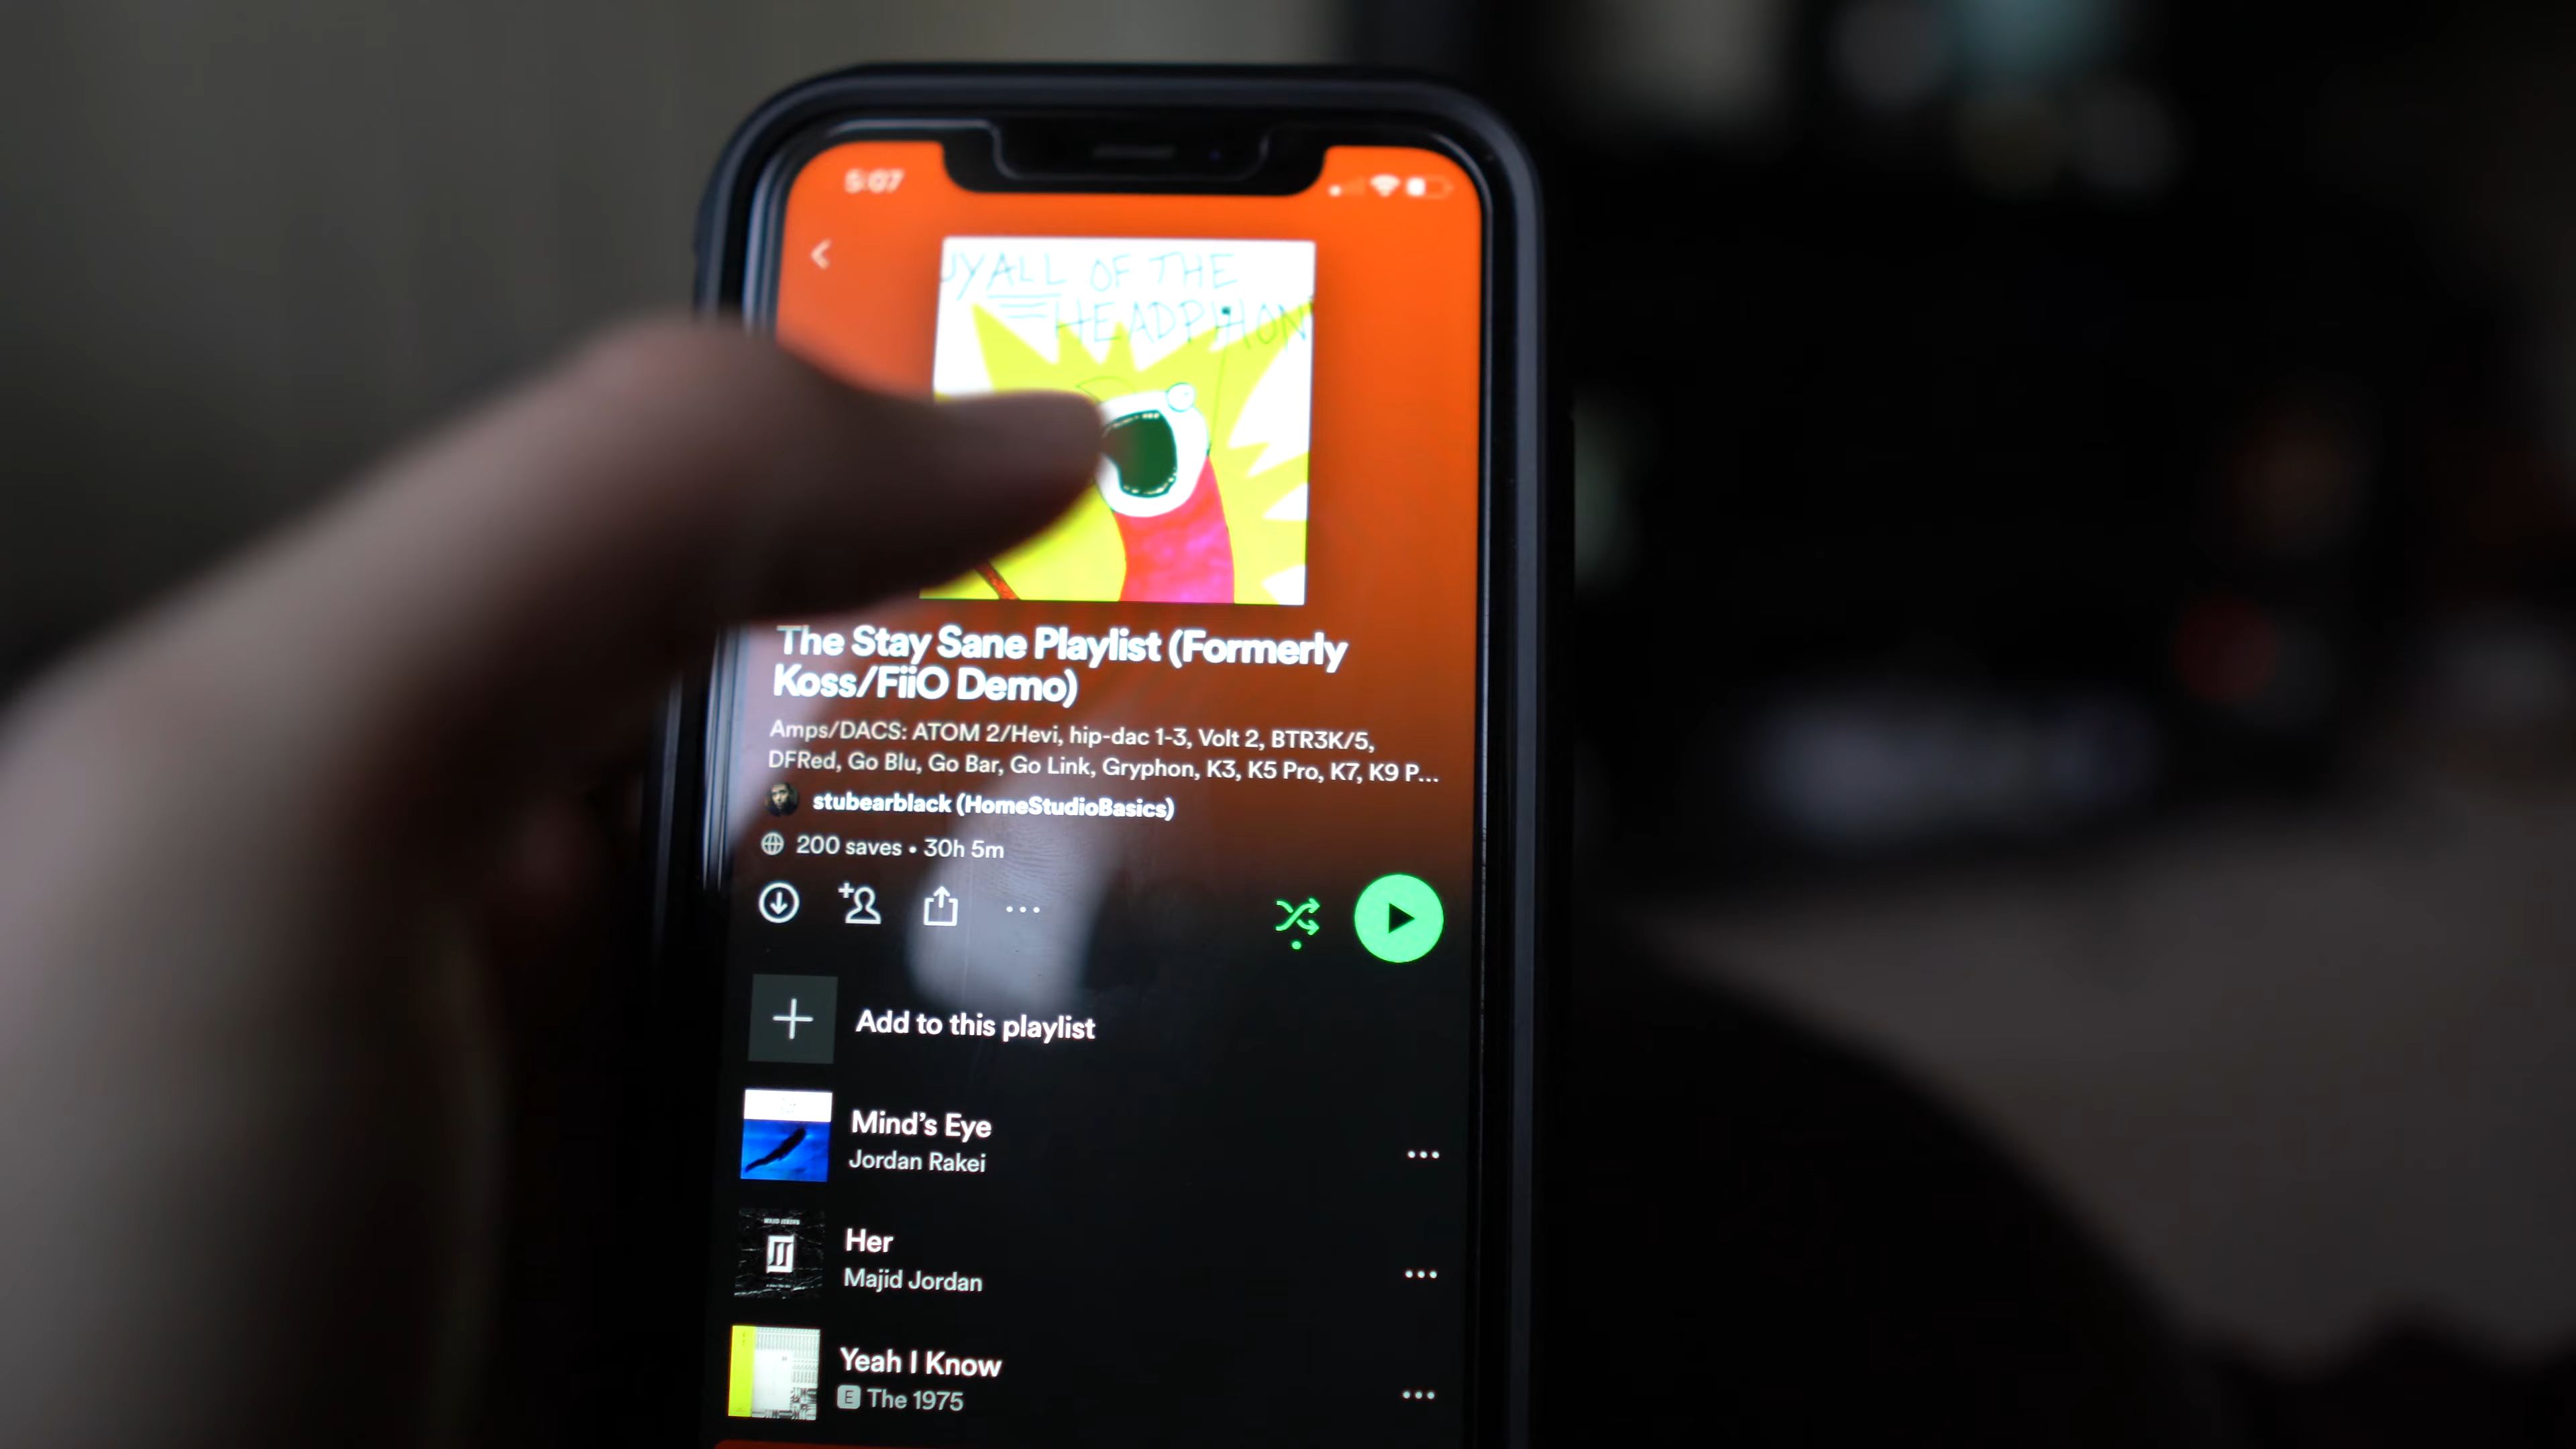 5:07
UY ALL OF THE
HEADPHON
The Stay Sane Playlist (Formerly
Koss/FiiO Demo)
Amps/DACS: ATOM 2/Hevi, hip-dac 1-3, Volt 2, BTR3K/5,
DFRed, Go Blu, Go Bar, Go Link, Gryphon, K3, K5 Pro, K7, K9 P...
stubearblack (HomeStudioBasics)
200 saves • 30h 5m
Add to this playlist
Mind’s Eye
Jordan Rakei
Her
Majid Jordan
Yeah I Know
E The 1975